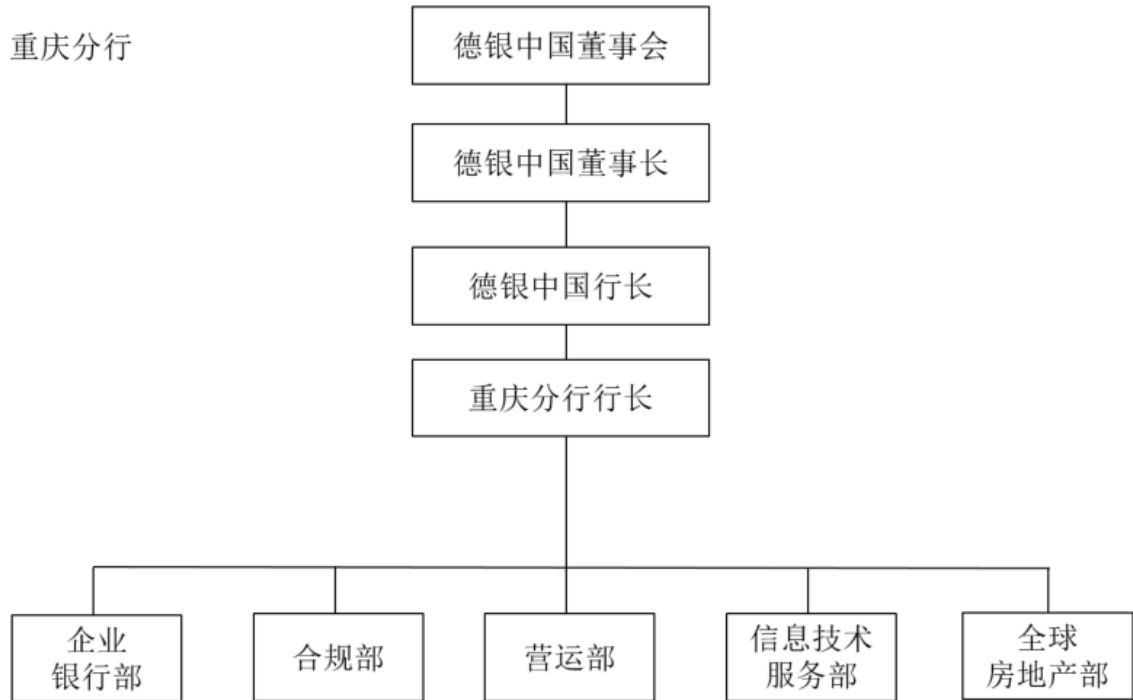 重庆分行
德银中国董事会
德银中国董事长
德银中国行长
重庆分行行长
企业
银行部
合规部
营运部
信息技术
服务部
全球
房地产部